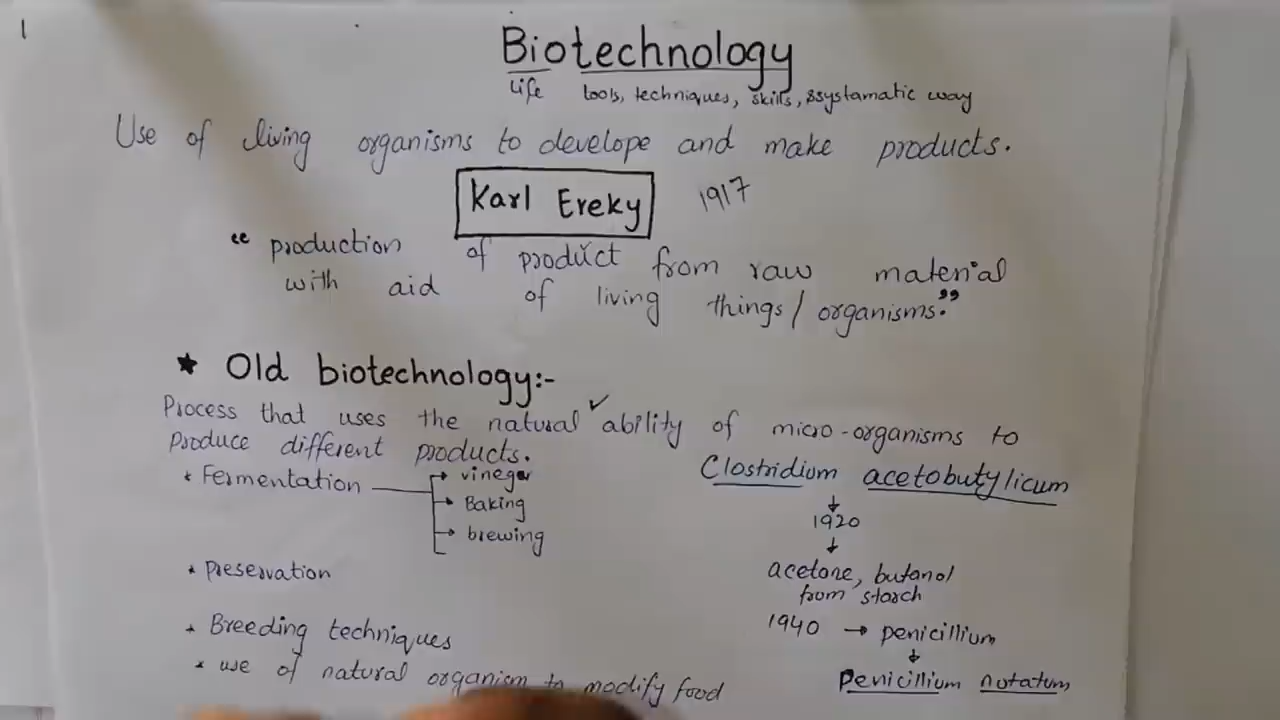 1
Biotechnology
Life tools, techniques, skills, &systamatic way
Use of living organisms to develope and make products.
Karl Ereky 1917
“ production of product from raw material
with aid of living things / organisms.”
★ Old biotechnology:-
Process that uses the natural ✓ ability of micro-organisms to
Produce different products.
* Fermentation → vinegar
→ Baking
→ brewing
* Preservation
* Breeding techniques
* use of natural organism to modify food
Clostridium acetobutylicum
↓
1920
↓
acetone, butanol
from starch
1940 → penicillium
↓
Penicillium notatum